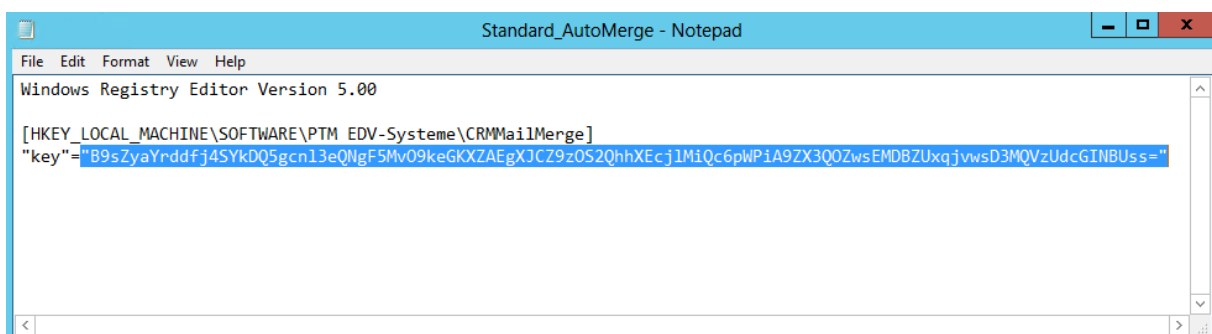 Standard_AutoMerge - Notepad
File Edit Format View Help
Windows Registry Editor Version 5.00
[HKEY_LOCAL_MACHINE\SOFTWARE\PTM EDV-Systeme\CRMMailMerge]
"key"="B9sZyaYrddfj4SYkDQ5gcnl3eQNgF5MvO9keGKXZAEgXJCZ9zOS2QhhXEcjlMiQc6pWPiA9ZX3QOZwsEMDBZUxqjvwsD3MQVzUdcGINBUss="